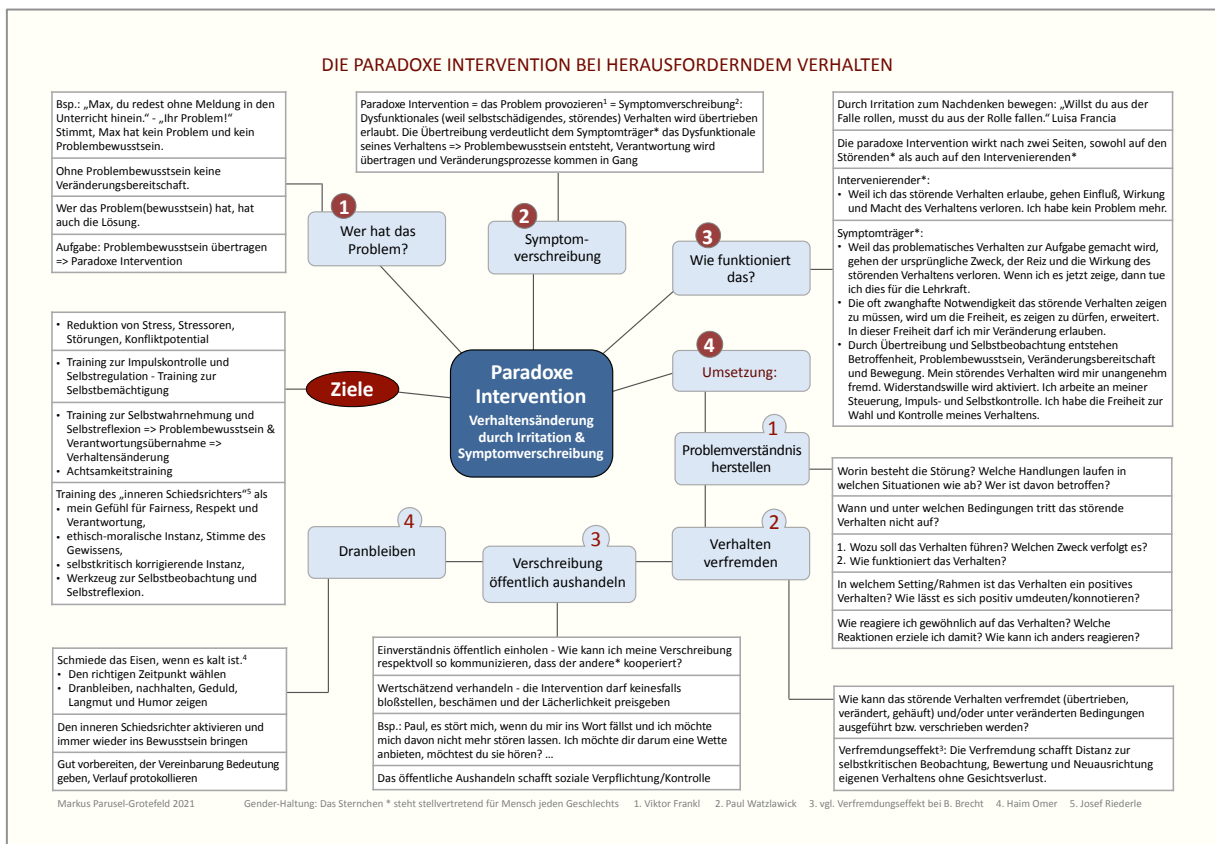 DIE PARADOXE INTERVENTION BEI HERAUSFORDERNDEM VERHALTEN
Bsp.: „Max, du redest ohne Meldung in den
Unterricht hinein.“ - „Ihr Problem!“
Stimmt, Max hat kein Problem und kein
Problembewusstsein.
Ohne Problembewusstsein keine
Veränderungsbereitschaft.
Wer das Problem(bewusstsein) hat, hat
auch die Lösung.
Aufgabe: Problembewusstsein übertragen
=> Paradoxe Intervention
1
Wer hat das
Problem?
Paradoxe Intervention = das Problem provozieren¹ = Symptomverschreibung²:
Dysfunktionales (weil selbstschädigendes, störendes) Verhalten wird übertrieben
erlaubt. Die Übertreibung verdeutlicht dem Symptomträger* das Dysfunktionale
seines Verhaltens => Problembewusstsein entsteht, Verantwortung wird
übertragen und Veränderungsprozesse kommen in Gang
2
Symptom-
verschreibung
3
Wie funktioniert
das?
Durch Irritation zum Nachdenken bewegen: „Willst du aus der
Falle rollen, musst du aus der Rolle fallen.“ Luisa Francia
Die paradoxe Intervention wirkt nach zwei Seiten, sowohl auf den
Störenden* als auch auf den Intervenierenden*
Intervenierender*:
• Weil ich das störende Verhalten erlaube, gehen Einfluß, Wirkung
und Macht des Verhaltens verloren. Ich habe kein Problem mehr.
Symptomträger*:
• Weil das problematisches Verhalten zur Aufgabe gemacht wird,
gehen der ursprüngliche Zweck, der Reiz und die Wirkung des
störenden Verhaltens verloren. Wenn ich es jetzt zeige, dann tue
ich dies für die Lehrkraft.
• Die oft zwanghafte Notwendigkeit das störende Verhalten zeigen
zu müssen, wird um die Freiheit, es zeigen zu dürfen, erweitert.
In dieser Freiheit darf ich mir Veränderung erlauben.
• Durch Übertreibung und Selbstbeobachtung entstehen
Betroffenheit, Problembewusstsein, Veränderungsbereitschaft
und Bewegung. Mein störendes Verhalten wird mir unangenehm
fremd. Widerstandswille wird aktiviert. Ich arbeite an meiner
Steuerung, Impuls- und Selbstkontrolle. Ich habe die Freiheit zur
Wahl und Kontrolle meines Verhaltens.
• Reduktion von Stress, Stressoren,
Störungen, Konfliktpotential
• Training zur Impulskontrolle und
Selbstregulation - Training zur
Selbstbemächtigung
• Training zur Selbstwahrnehmung und
Selbstreflexion => Problembewusstsein &
Verantwortungsübernahme =>
Verhaltensänderung
• Achtsamkeitstraining
Training des „inneren Schiedsrichters“⁵ als
• mein Gefühl für Fairness, Respekt und
Verantwortung,
• ethisch-moralische Instanz, Stimme des
Gewissens,
• selbstkritisch korrigierende Instanz,
• Werkzeug zur Selbstbeobachtung und
Selbstreflexion.
Ziele
Paradoxe
Intervention
Verhaltensänderung
durch Irritation &
Symptomverschreibung
4
Umsetzung:
1
Problemverständnis
herstellen
Worin besteht die Störung? Welche Handlungen laufen in
welchen Situationen wie ab? Wer ist davon betroffen?
Wann und unter welchen Bedingungen tritt das störende
Verhalten nicht auf?
1. Wozu soll das Verhalten führen? Welchen Zweck verfolgt es?
2. Wie funktioniert das Verhalten?
In welchem Setting/Rahmen ist das Verhalten ein positives
Verhalten? Wie lässt es sich positiv umdeuten/konnotieren?
Wie reagiere ich gewöhnlich auf das Verhalten? Welche
Reaktionen erziele ich damit? Wie kann ich anders reagieren?
2
Verhalten
verfremden
Wie kann das störende Verhalten verfremdet (übertrieben,
verändert, gehäuft) und/oder unter veränderten Bedingungen
ausgeführt bzw. verschrieben werden?
Verfremdungseffekt³: Die Verfremdung schafft Distanz zur
selbstkritischen Beobachtung, Bewertung und Neuausrichtung
eigenen Verhaltens ohne Gesichtsverlust.
3
Verschreibung
öffentlich aushandeln
Einverständnis öffentlich einholen - Wie kann ich meine Verschreibung
respektvoll so kommunizieren, dass der andere* kooperiert?
Wertschätzend verhandeln - die Intervention darf keinesfalls
bloßstellen, beschämen und der Lächerlichkeit preisgeben
Bsp.: Paul, es stört mich, wenn du mir ins Wort fällst und ich möchte
mich davon nicht mehr stören lassen. Ich möchte dir darum eine Wette
anbieten, möchtest du sie hören? …
Das öffentliche Aushandeln schafft soziale Verpflichtung/Kontrolle
4
Dranbleiben
Schmiede das Eisen, wenn es kalt ist.⁴
• Den richtigen Zeitpunkt wählen
• Dranbleiben, nachhalten, Geduld,
Langmut und Humor zeigen
Den inneren Schiedsrichter aktivieren und
immer wieder ins Bewusstsein bringen
Gut vorbereiten, der Vereinbarung Bedeutung
geben, Verlauf protokollieren
Markus Parusel-Grotefeld 2021 Gender-Haltung: Das Sternchen * steht stellvertretend für Mensch jeden Geschlechts 1. Viktor Frankl 2. Paul Watzlawick 3. vgl. Verfremdungseffekt bei B. Brecht 4. Haim Omer 5. Josef Riederle